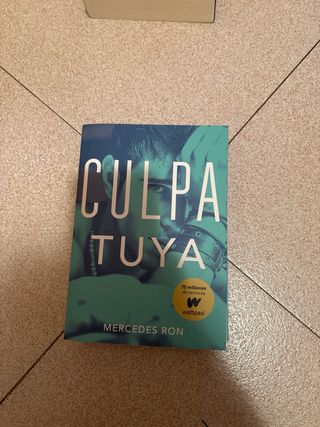 CULPA
TUYA
75 millones
de lecturas
W
wattpad
MERCEDES RON